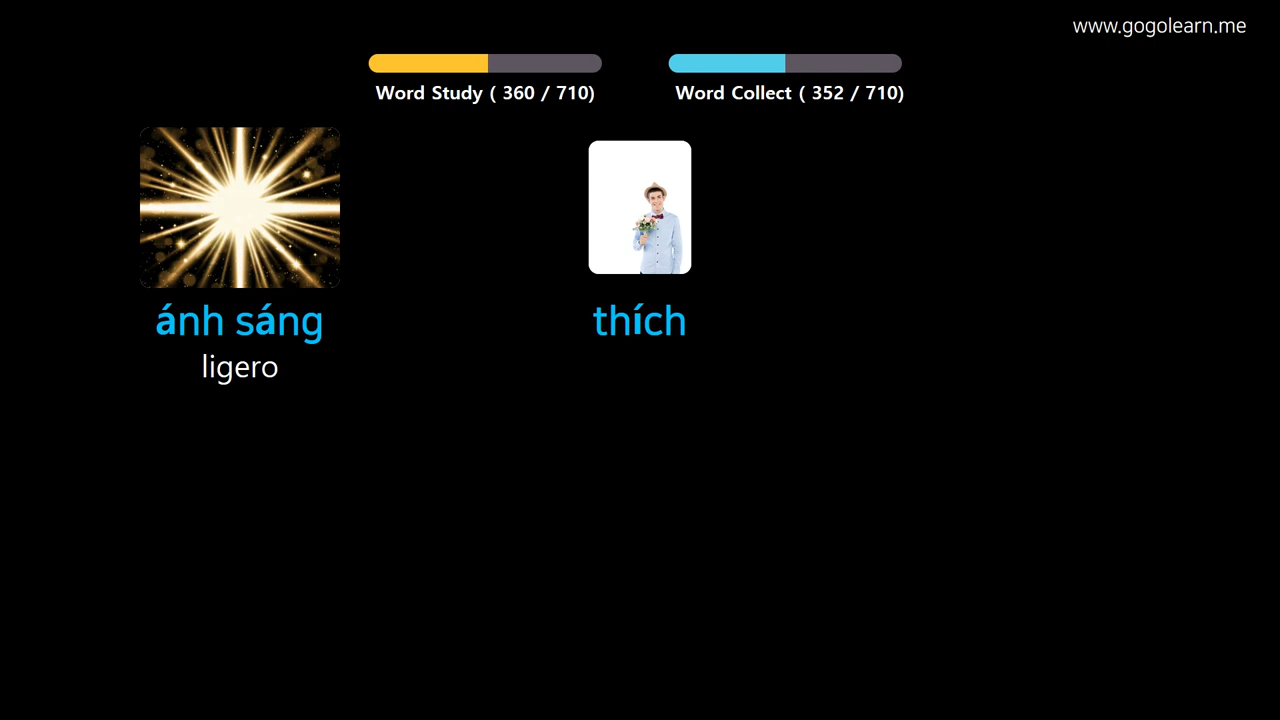 www.gogolearn.me
Word Study ( 360 / 710)
Word Collect ( 352 / 710)
ánh sáng
ligero
thích